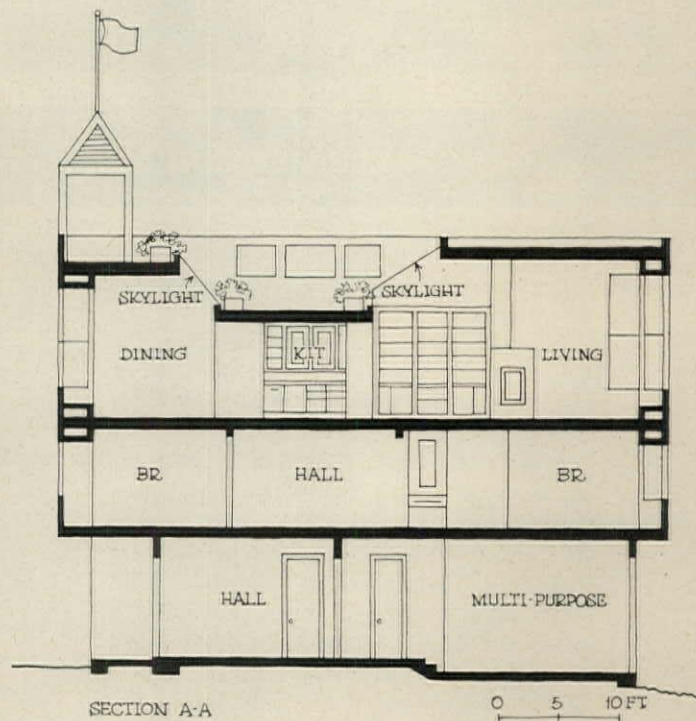 SKYLIGHT
SKYLIGHT
DINING
KIT
LIVING
BR
HALL
BR
HALL
MULTI-PURPOSE
SECTION A-A
0 5 10 FT